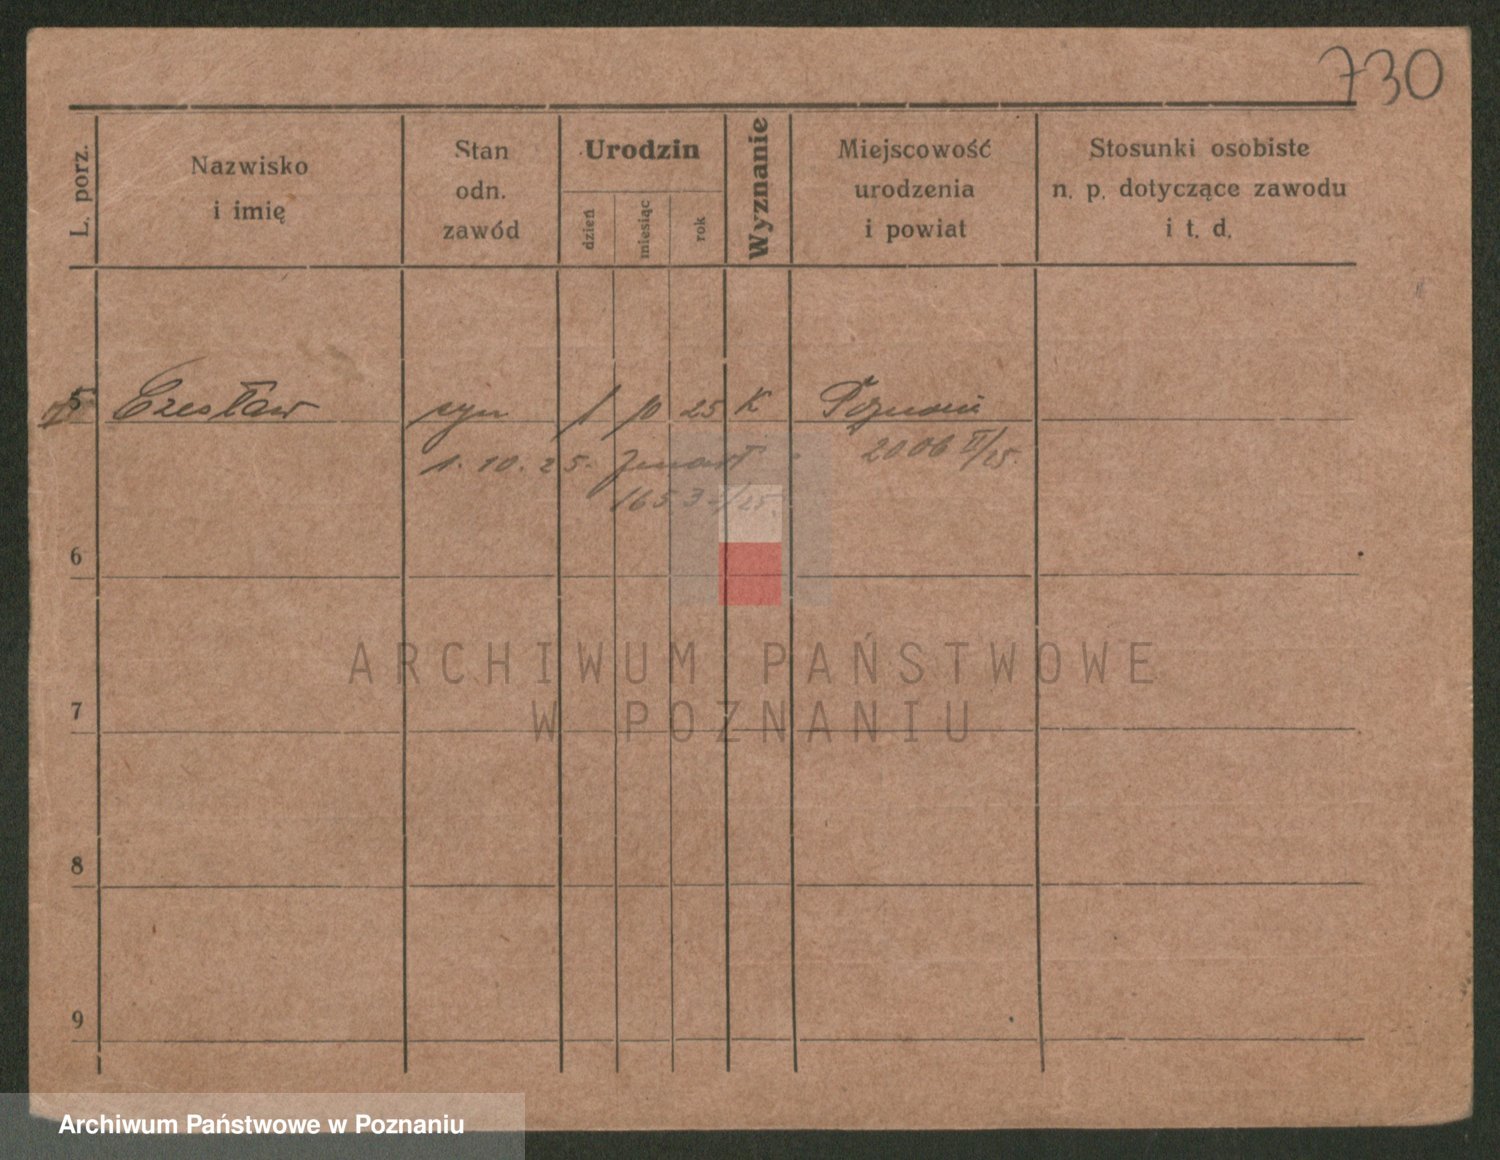 730
L. porz.
Nazwisko
i imię
Stan
odn.
zawód
Urodzin
dzień
miesiąc
rok
Wyznanie
Miejscowość
urodzenia
i powiat
Stosunki osobiste
n. p. dotyczące zawodu
i t. d.
5 Czesław syn 1 10 25 K Poznań
1. 10. 25. zmarł 2006 II/25.
1653
6
7
8
9
ARCHIWUM PAŃSTWOWE
W POZNANIU
Archiwum Państwowe w Poznaniu